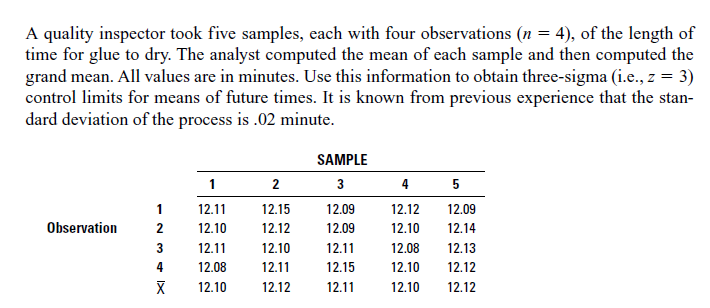 A quality inspector took five samples, each with four observations (n = 4), of the length of
time for glue to dry. The analyst computed the mean of each sample and then computed the
grand mean. All values are in minutes. Use this information to obtain three-sigma (i.e., z = 3)
control limits for means of future times. It is known from previous experience that the stan-
dard deviation of the process is .02 minute.
SAMPLE
1 2 3 4 5
1 12.11 12.15 12.09 12.12 12.09
Observation 2 12.10 12.12 12.09 12.10 12.14
3 12.11 12.10 12.11 12.08 12.13
4 12.08 12.11 12.15 12.10 12.12
X̅ 12.10 12.12 12.11 12.10 12.12